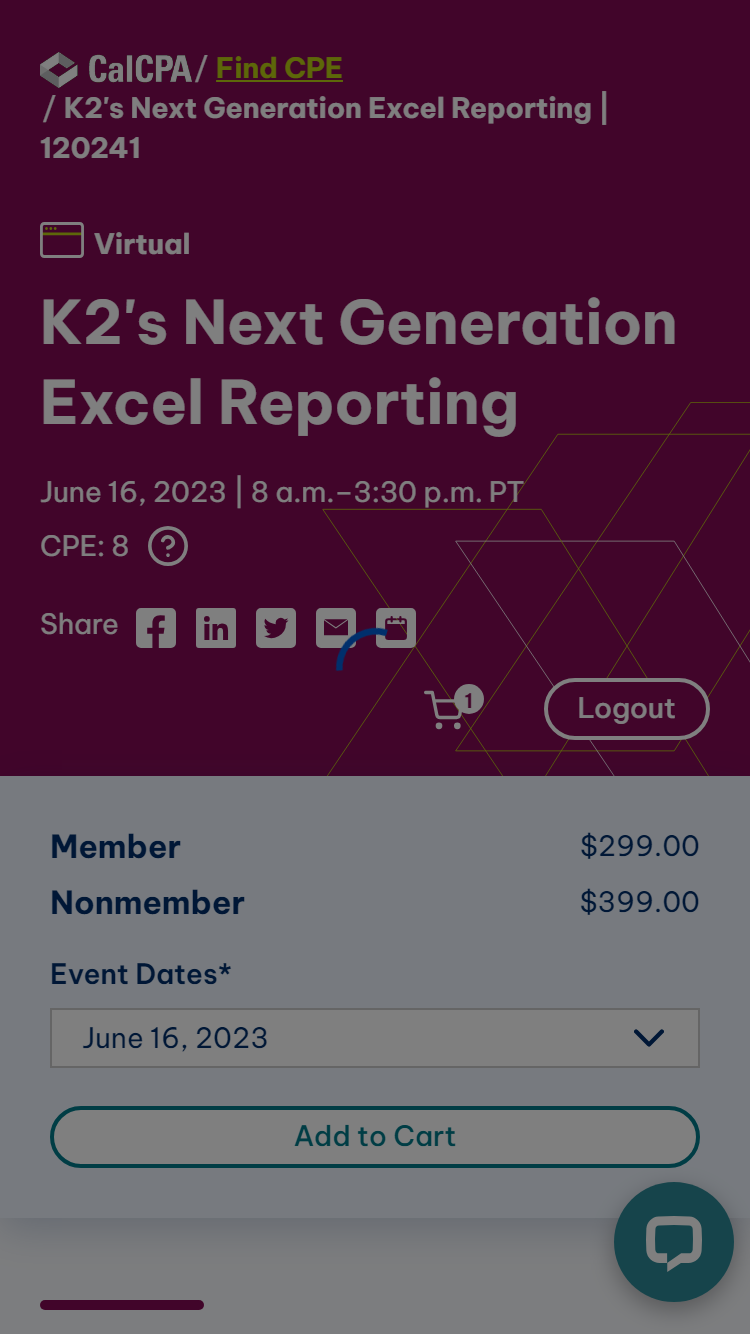 CalCPA / Find CPE
/ K2's Next Generation Excel Reporting |
120241
Virtual
K2's Next Generation
Excel Reporting
June 16, 2023 | 8 a.m.–3:30 p.m. PT
CPE: 8 ?
Share
1
Logout
Member $299.00
Nonmember $399.00
Event Dates*
June 16, 2023
Add to Cart